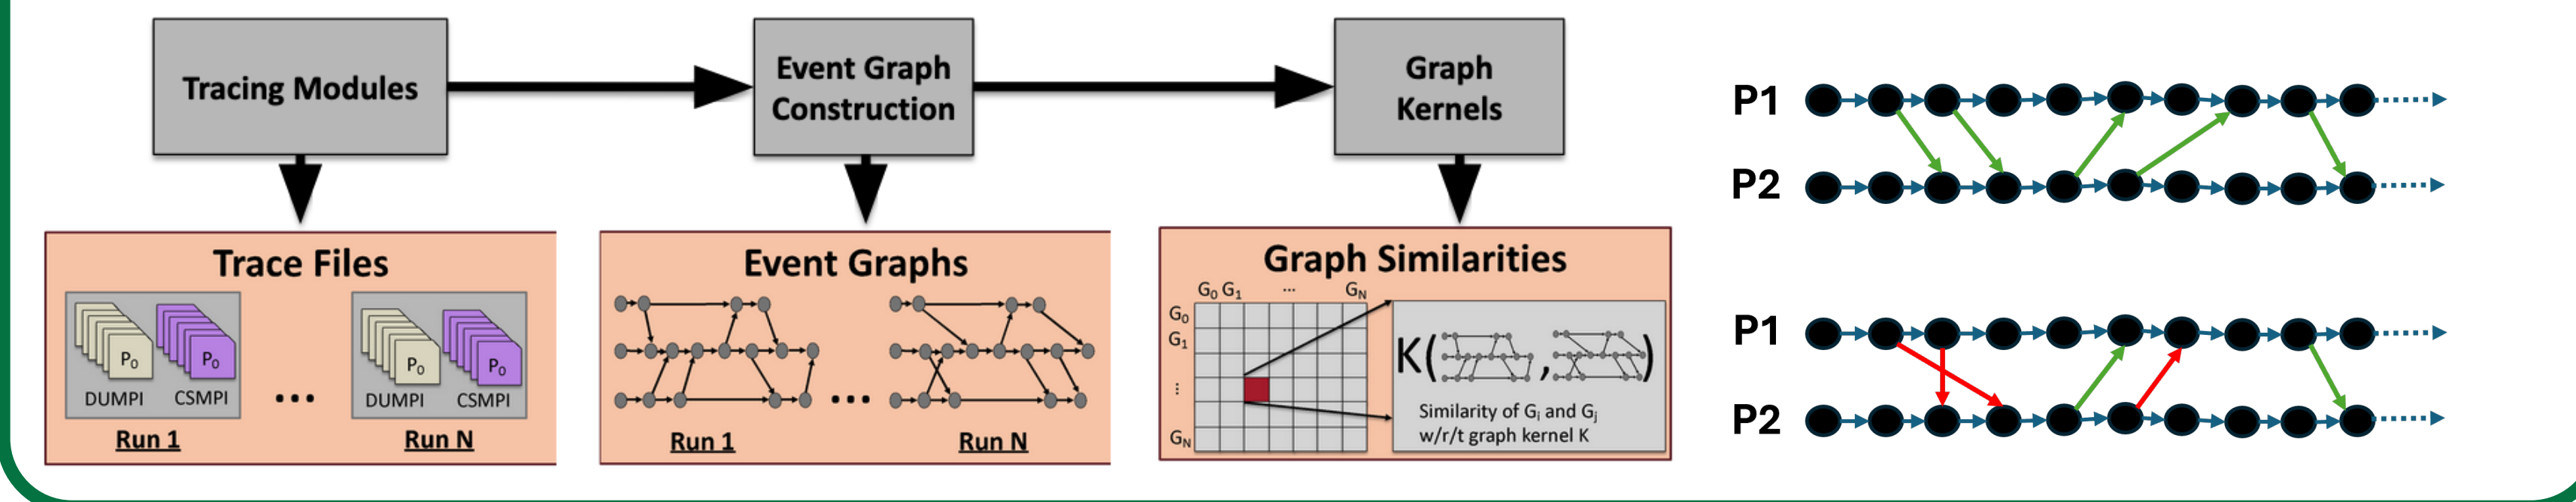 Tracing Modules
Event Graph
Construction
Graph
Kernels
Trace Files
P0
P0
DUMPI
CSMPI
...
P0
P0
DUMPI
CSMPI
Run 1
Run N
Event Graphs
...
Run 1
Run N
Graph Similarities
G0 G1 ... GN
G0
G1
...
GN
K( , )
Similarity of Gi and Gj
w/r/t graph kernel K
P1
P2
P1
P2